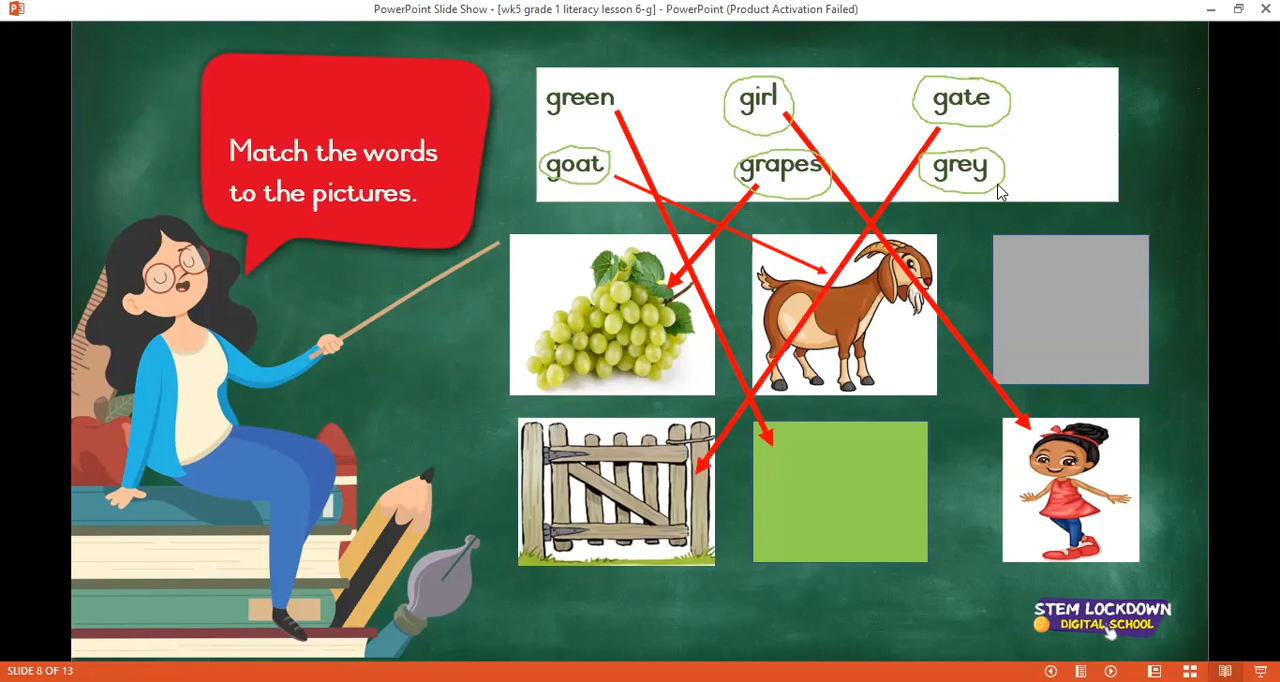 PowerPoint Slide Show - [wk5 grade 1 literacy lesson 6-g] - PowerPoint (Product Activation Failed)
Match the words
to the pictures.
green girl gate
goat grapes grey
STEM LOCKDOWN
DIGITAL SCHOOL
SLIDE 8 OF 13